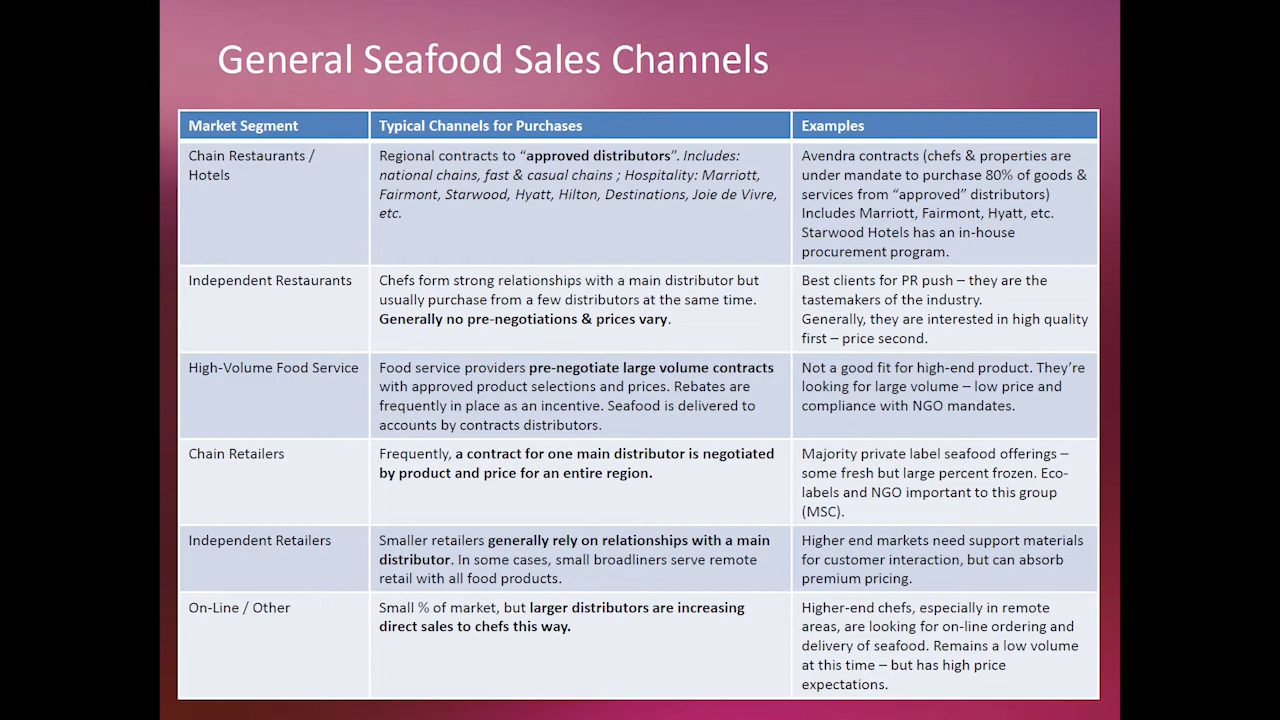 General Seafood Sales Channels
Market Segment
Typical Channels for Purchases
Examples
Chain Restaurants /
Hotels
Regional contracts to “approved distributors”. Includes:
national chains, fast & casual chains ; Hospitality: Marriott,
Fairmont, Starwood, Hyatt, Hilton, Destinations, Joie de Vivre,
etc.
Avendra contracts (chefs & properties are
under mandate to purchase 80% of goods &
services from “approved” distributors)
Includes Marriott, Fairmont, Hyatt, etc.
Starwood Hotels has an in-house
procurement program.
Independent Restaurants
Chefs form strong relationships with a main distributor but
usually purchase from a few distributors at the same time.
Generally no pre-negotiations & prices vary.
Best clients for PR push – they are the
tastemakers of the industry.
Generally, they are interested in high quality
first – price second.
High-Volume Food Service
Food service providers pre-negotiate large volume contracts
with approved product selections and prices. Rebates are
frequently in place as an incentive. Seafood is delivered to
accounts by contracts distributors.
Not a good fit for high-end product. They’re
looking for large volume – low price and
compliance with NGO mandates.
Chain Retailers
Frequently, a contract for one main distributor is negotiated
by product and price for an entire region.
Majority private label seafood offerings –
some fresh but large percent frozen. Eco-
labels and NGO important to this group
(MSC).
Independent Retailers
Smaller retailers generally rely on relationships with a main
distributor. In some cases, small broadliners serve remote
retail with all food products.
Higher end markets need support materials
for customer interaction, but can absorb
premium pricing.
On-Line / Other
Small % of market, but larger distributors are increasing
direct sales to chefs this way.
Higher-end chefs, especially in remote
areas, are looking for on-line ordering and
delivery of seafood. Remains a low volume
at this time – but has high price
expectations.